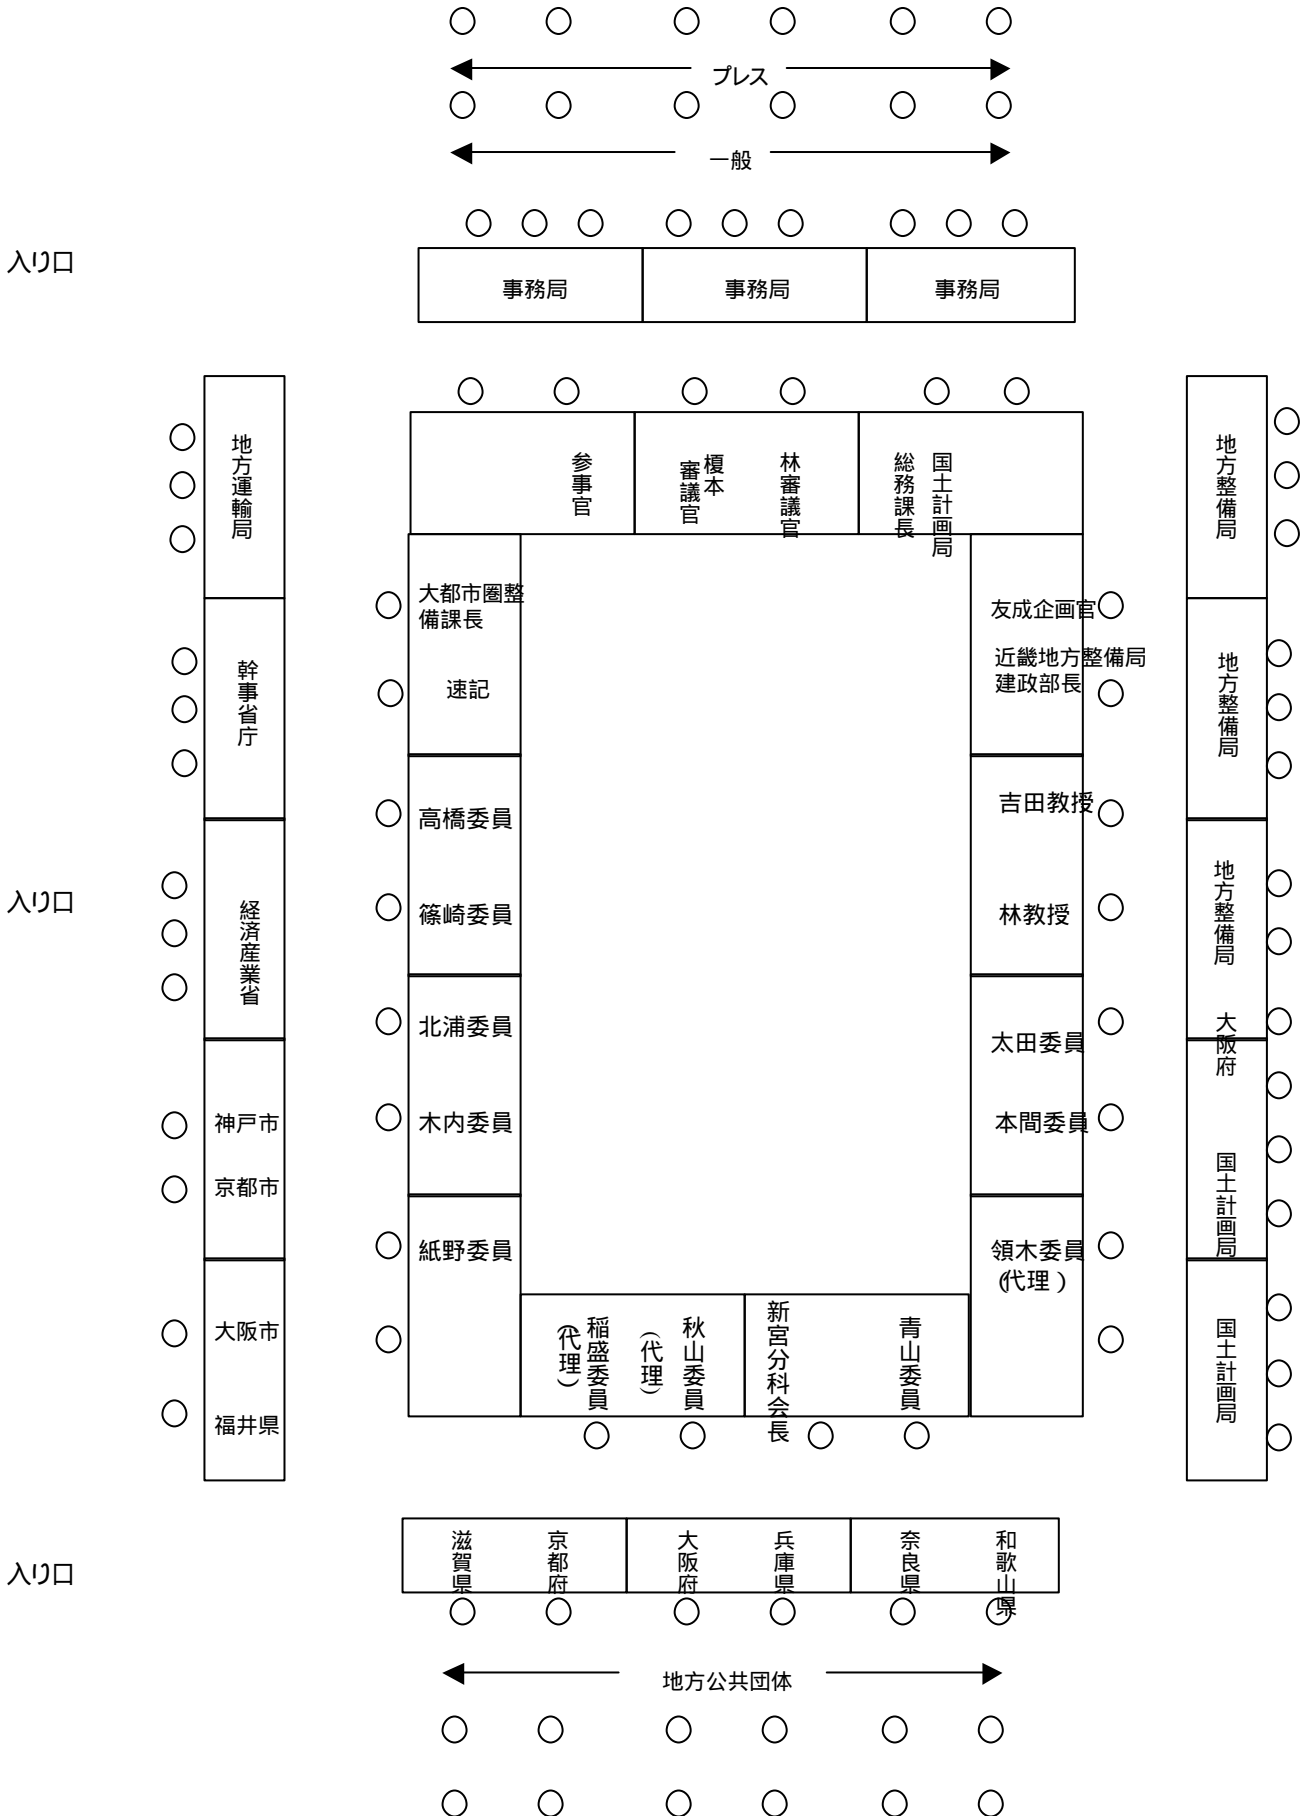 プレス
一般
入り口
事務局
事務局
事務局
地方運輸局
参事官
榎本
審議官
林審議官
国土計画局
総務課長
地方整備局
大都市圏整
備課長
速記
友成企画官
近畿地方整備局
建政部長
幹事省庁
地方整備局
高橋委員
吉田教授
入り口
篠崎委員
林教授
経済産業省
地方整備局
北浦委員
太田委員
大阪府
木内委員
本間委員
神戸市
京都市
国土計画局
紙野委員
領木委員
(代理)
稲盛委員
(代理)
秋山委員
(代理)
新宮分科会長
青山委員
大阪市
福井県
国土計画局
入り口
滋賀県
京都府
大阪府
兵庫県
奈良県
和歌山県
地方公共団体